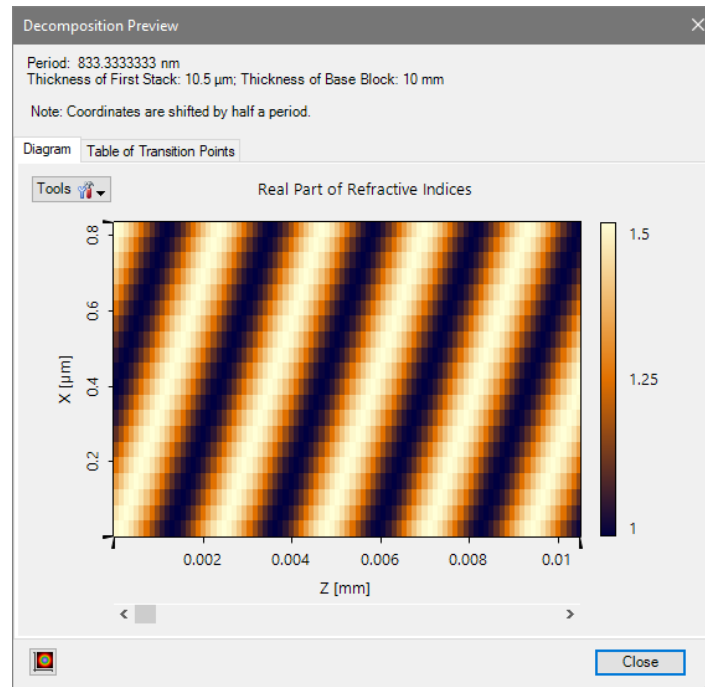 Decomposition Preview
Period: 833.3333333 nm
Thickness of First Stack: 10.5 µm; Thickness of Base Block: 10 mm
Note: Coordinates are shifted by half a period.
Diagram
Table of Transition Points
Tools
Real Part of Refractive Indices
0.8
0.6
0.4
0.2
X [µm]
0.002
0.004
0.006
0.008
0.01
Z [mm]
1.5
1.25
1
Close